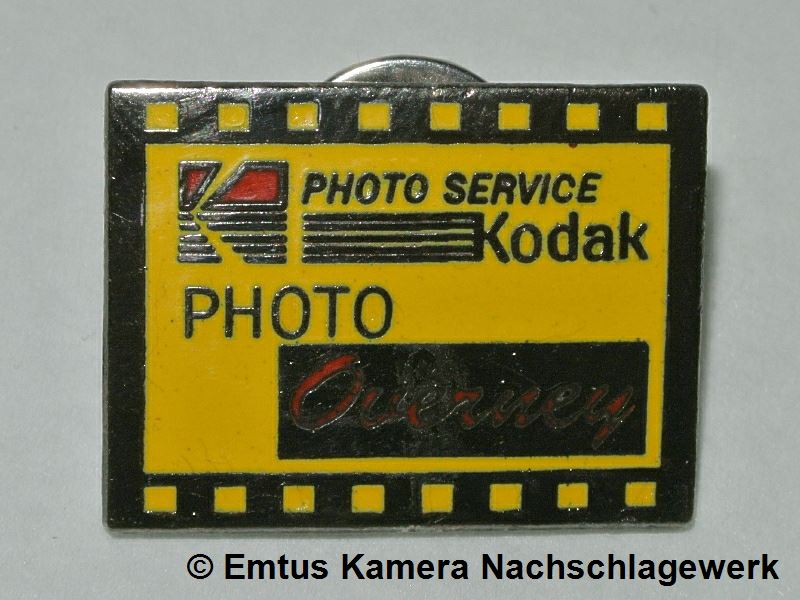 PHOTO SERVICE
Kodak
PHOTO
Overney
© Emtus Kamera Nachschlagewerk